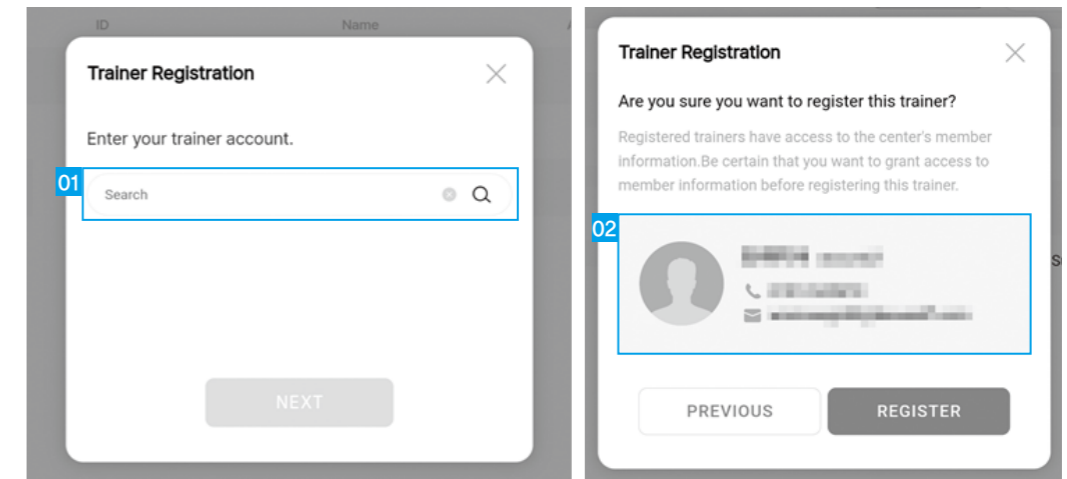 ID Name
Trainer Registration
Enter your trainer account.
01
Search
NEXT
Trainer Registration
Are you sure you want to register this trainer?
Registered trainers have access to the center's member
information.Be certain that you want to grant access to
member information before registering this trainer.
02
PREVIOUS REGISTER